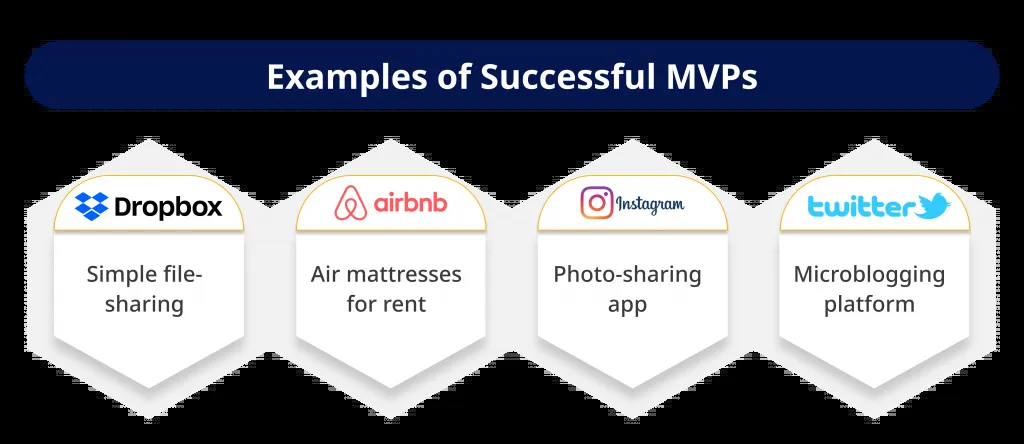 Examples of Successful MVPs
Dropbox
airbnb
Instagram
twitter
Simple file-
sharing
Air mattresses
for rent
Photo-sharing
app
Microblogging
platform